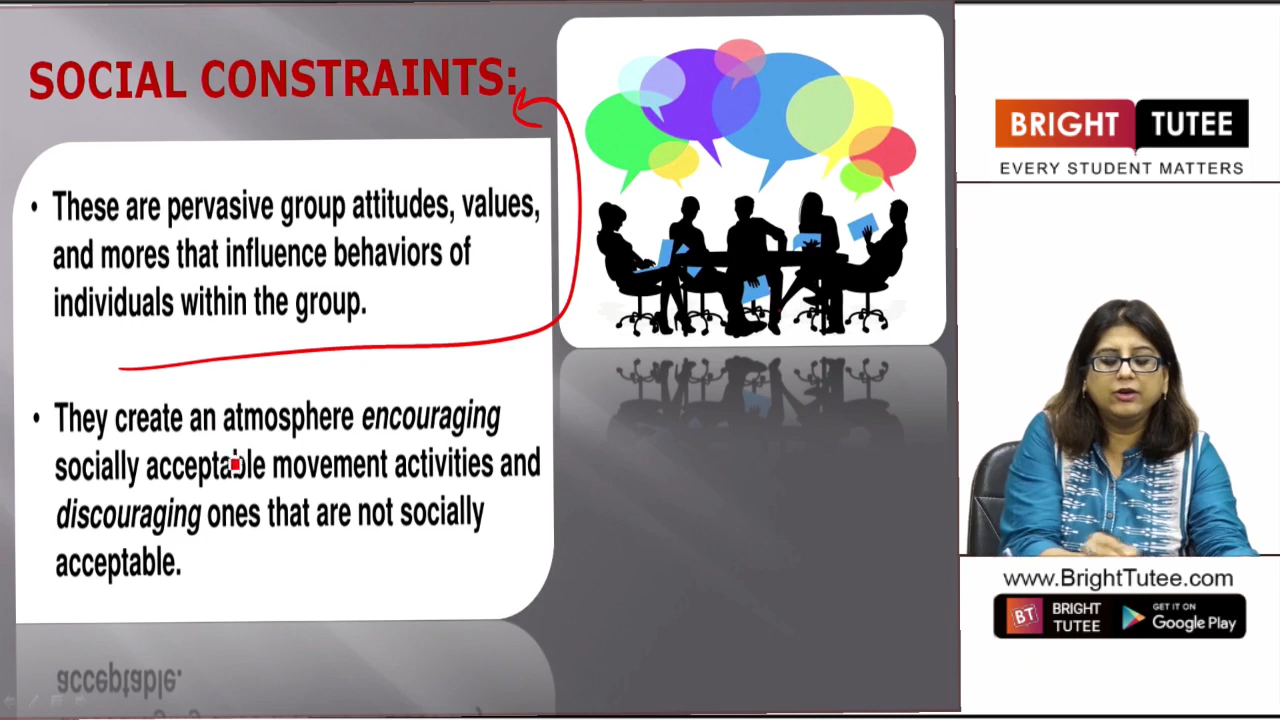 SOCIAL CONSTRAINTS:
• These are pervasive group attitudes, values,
and mores that influence behaviors of
individuals within the group.
• They create an atmosphere encouraging
socially acceptable movement activities and
discouraging ones that are not socially
acceptable.
acceptable.
BRIGHT TUTEE
EVERY STUDENT MATTERS
www.BrightTutee.com
BT
BRIGHT
TUTEE
GET IT ON
Google Play